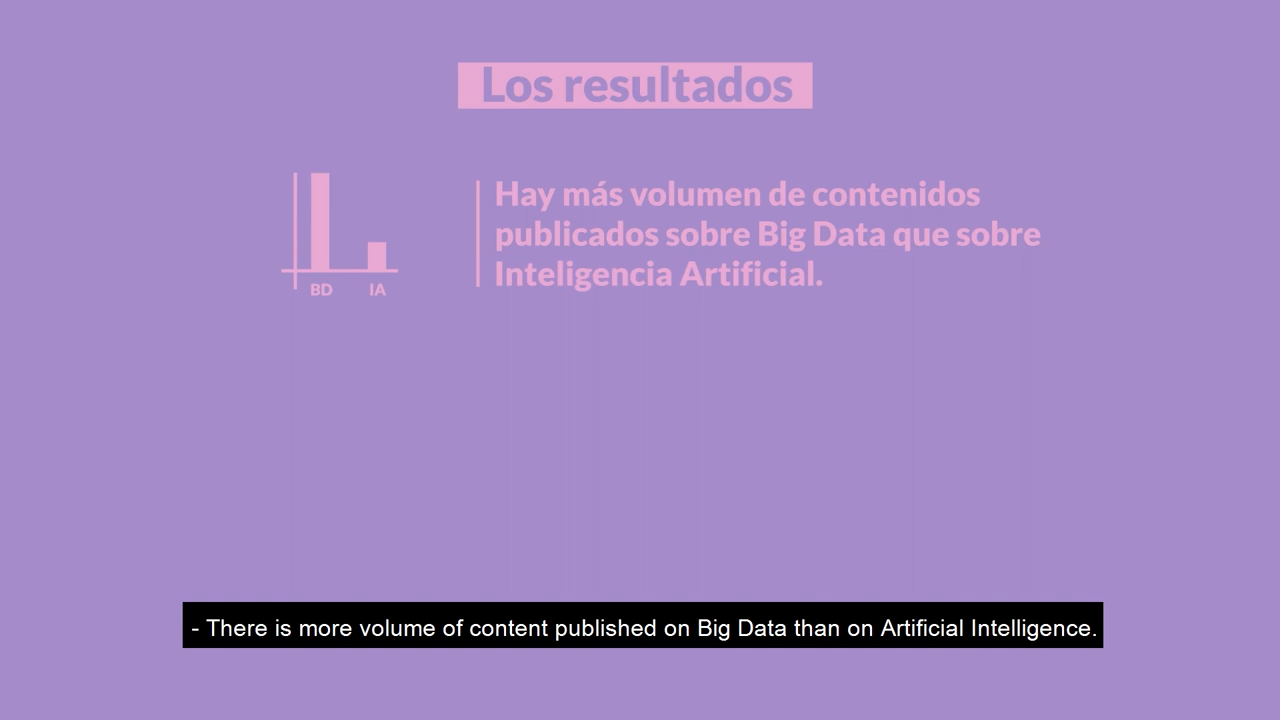 Los resultados
BD IA
Hay más volumen de contenidos
publicados sobre Big Data que sobre
Inteligencia Artificial.
- There is more volume of content published on Big Data than on Artificial Intelligence.